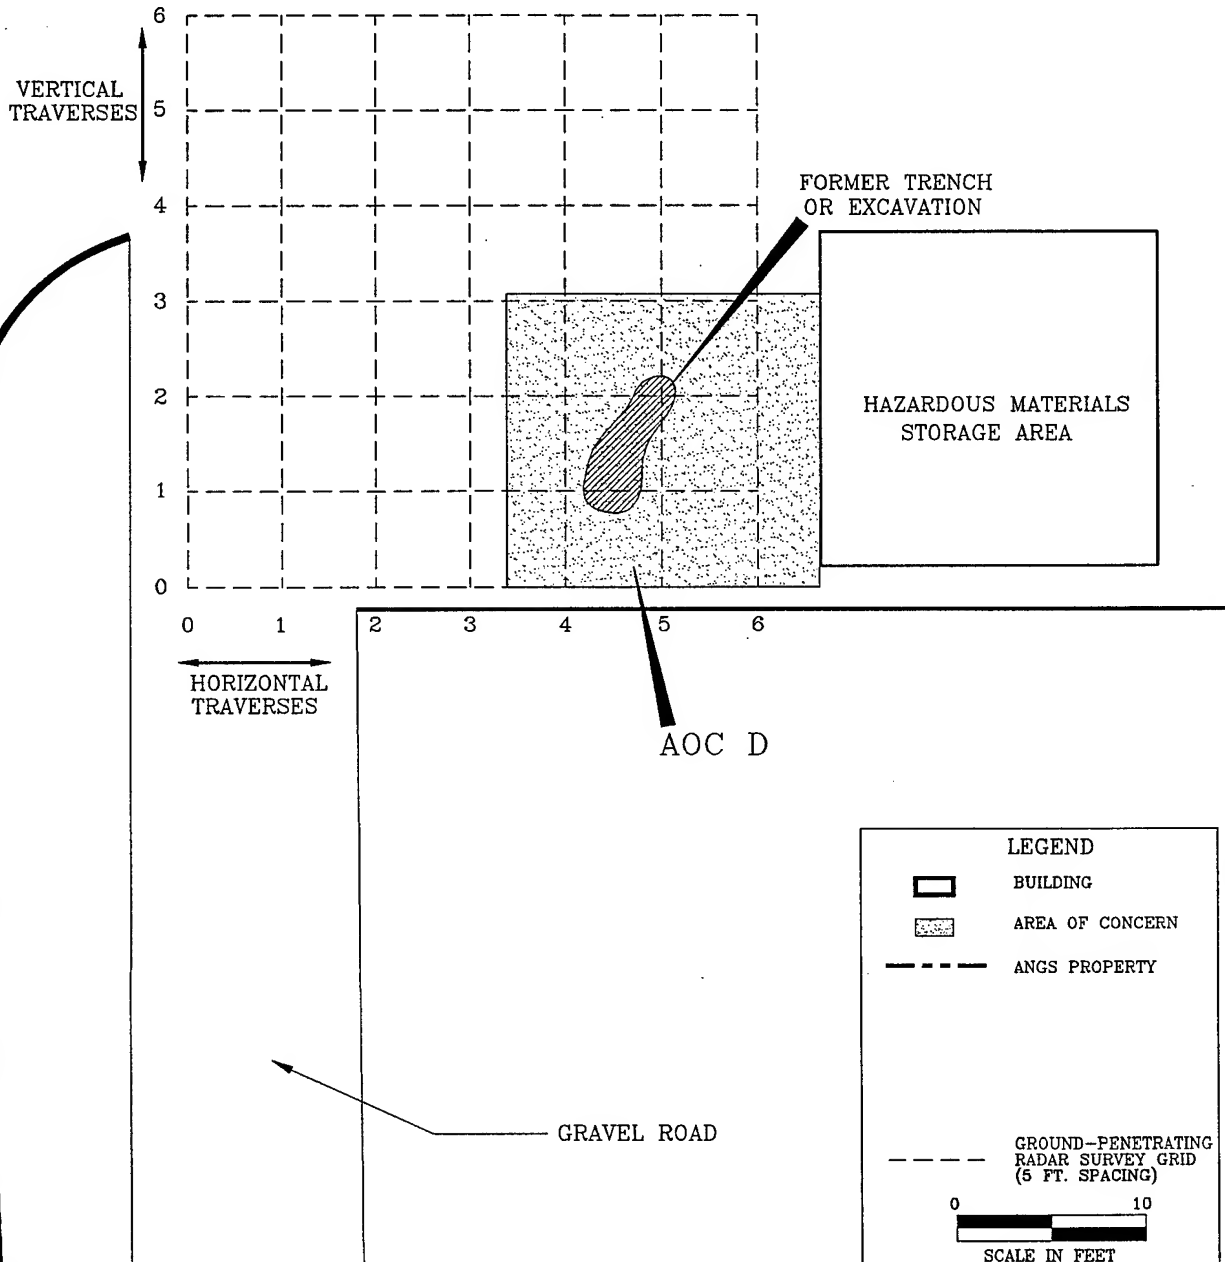 6
VERTICAL
TRAVERSES
5
4
3
2
1
0
0 1 2 3 4 5 6
HORIZONTAL
TRAVERSES
FORMER TRENCH
OR EXCAVATION
HAZARDOUS MATERIALS
STORAGE AREA
AOC D
GRAVEL ROAD
LEGEND
BUILDING
AREA OF CONCERN
ANGS PROPERTY
GROUND-PENETRATING
RADAR SURVEY GRID
(5 FT. SPACING)
0 10
SCALE IN FEET